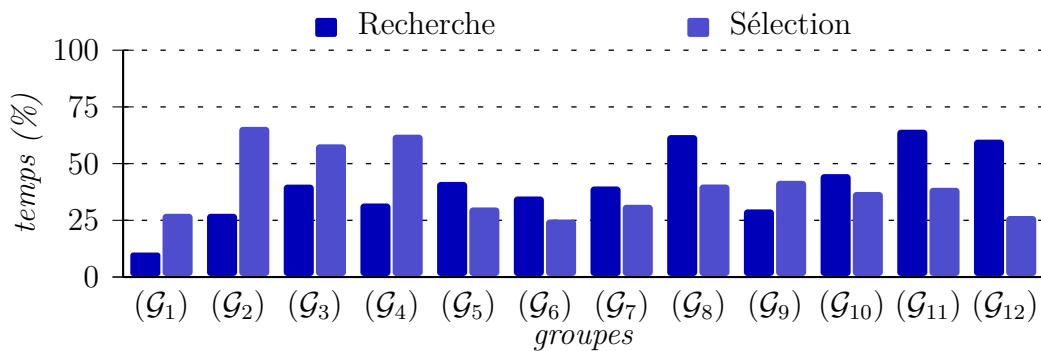 Recherche Sélection
100
75
50
25
0
temps (%)
(𝒢₁) (𝒢₂) (𝒢₃) (𝒢₄) (𝒢₅) (𝒢₆) (𝒢₇) (𝒢₈) (𝒢₉) (𝒢₁₀) (𝒢₁₁) (𝒢₁₂)
groupes